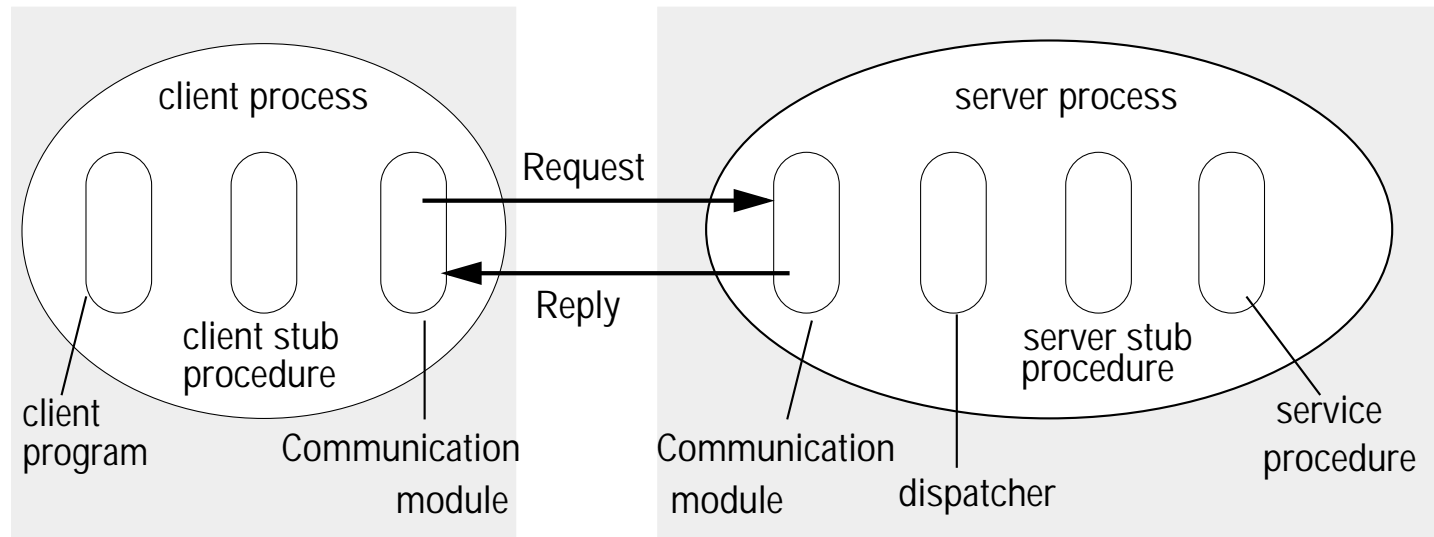 client process
server process
Request
Reply
client stub
procedure
server stub
procedure
client
program
Communication
module
Communication
module
dispatcher
service
procedure